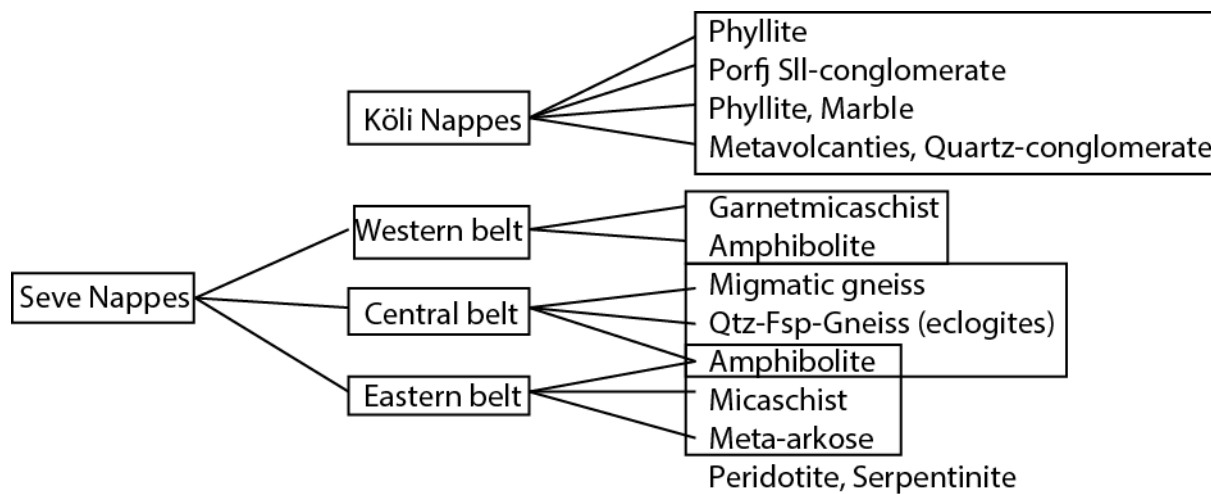 Phyllite
Porfj Sll-conglomerate
Köli Nappes
Phyllite, Marble
Metavolcanties, Quartz-conglomerate
Western belt
Garnetmicaschist
Amphibolite
Seve Nappes
Central belt
Migmatic gneiss
Qtz-Fsp-Gneiss (eclogites)
Amphibolite
Eastern belt
Micaschist
Meta-arkose
Peridotite, Serpentinite